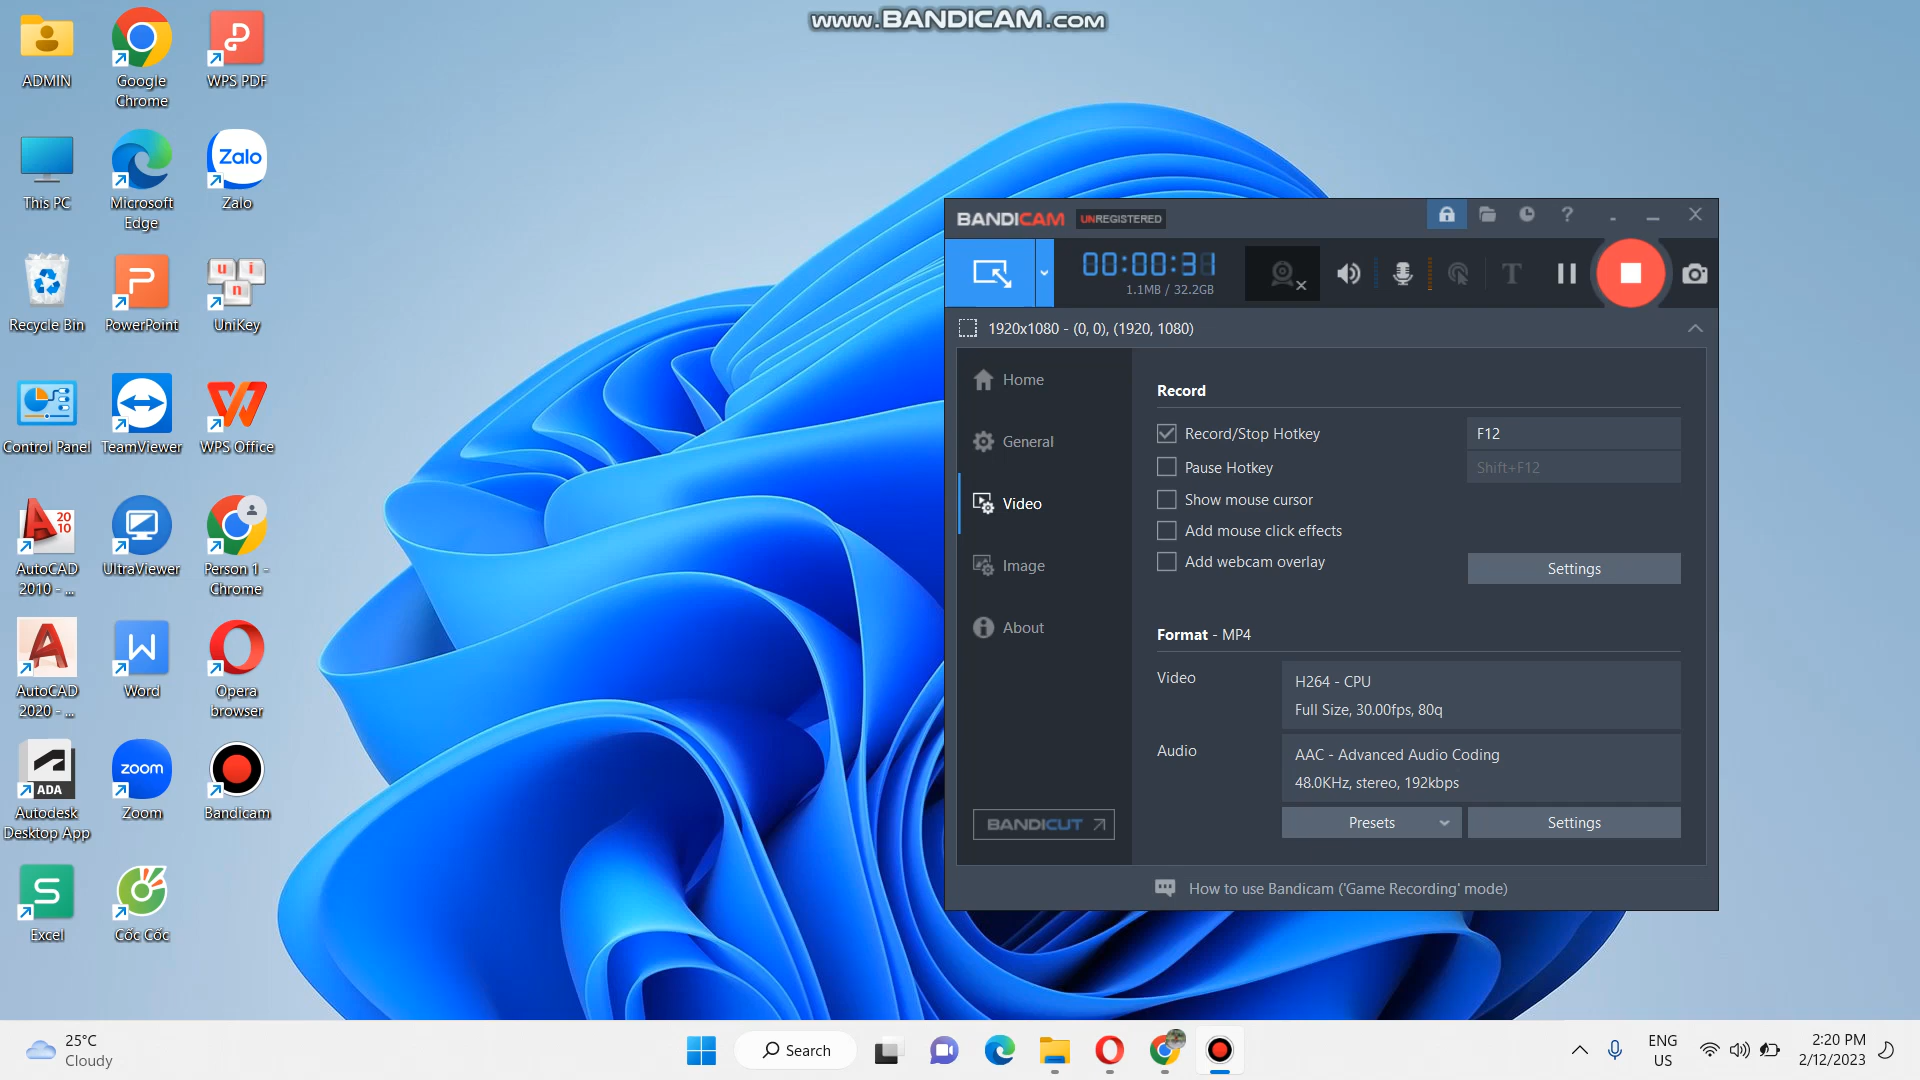 www.BANDICAM.com
ADMIN
Google
Chrome
WPS PDF
This PC
Microsoft
Edge
Zalo
Zalo
Recycle Bin
PowerPoint
u i
n
UniKey
Control Panel
TeamViewer
WPS Office
20
10
AutoCAD
2010 - ...
UltraViewer
Person 1 -
Chrome
AutoCAD
2020 - ...
W
Word
Opera
browser
ADA
Autodesk
Desktop App
zoom
Zoom
Bandicam
S
Excel
Cốc Cốc
BANDICAM UNREGISTERED
00:00:31
1.1MB / 32.2GB
1920x1080 - (0, 0), (1920, 1080)
Home
General
Video
Image
About
BANDICUT
Record
Record/Stop Hotkey F12
Pause Hotkey Shift+F12
Show mouse cursor
Add mouse click effects
Add webcam overlay
Settings
Format - MP4
Video
H264 - CPU
Full Size, 30.00fps, 80q
Audio
AAC - Advanced Audio Coding
48.0KHz, stereo, 192kbps
Presets
Settings
How to use Bandicam ('Game Recording' mode)
25°C
Cloudy
Search
ENG
US
2:20 PM
2/12/2023